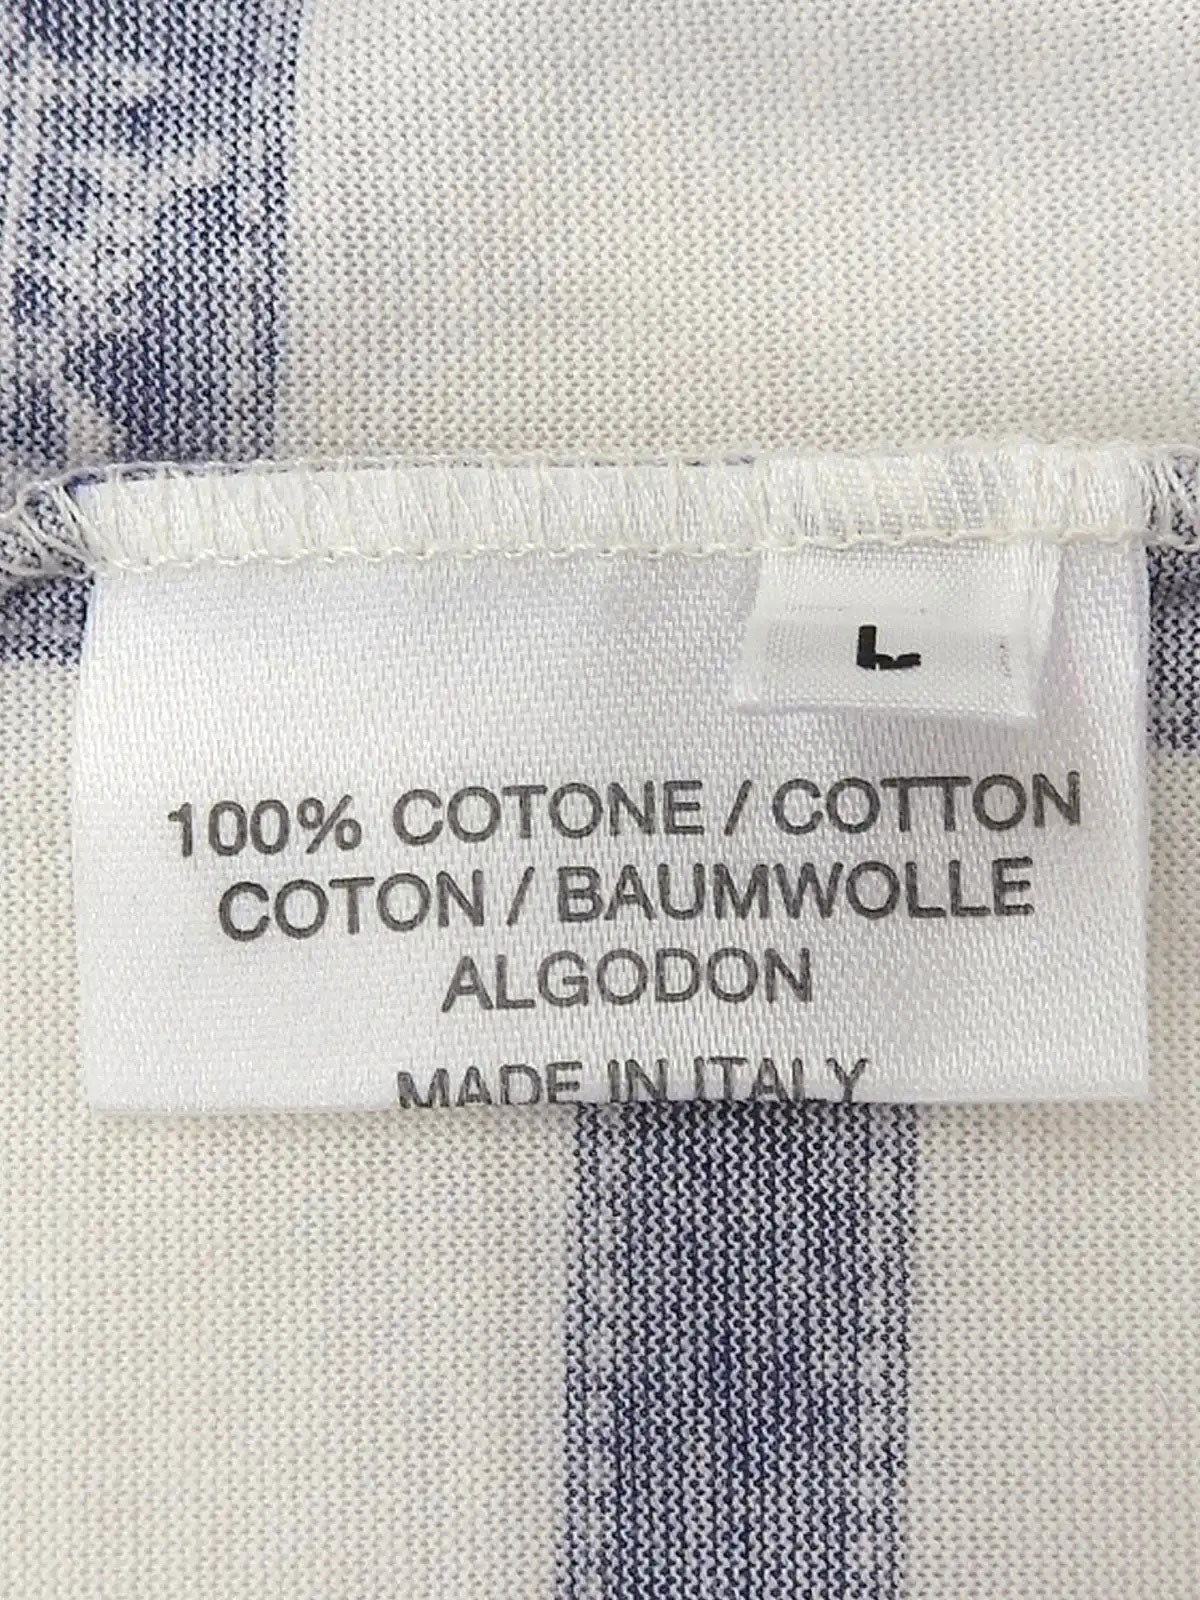 L
100% COTONE / COTTON
COTON / BAUMWOLLE
ALGODON
MADE IN ITALY